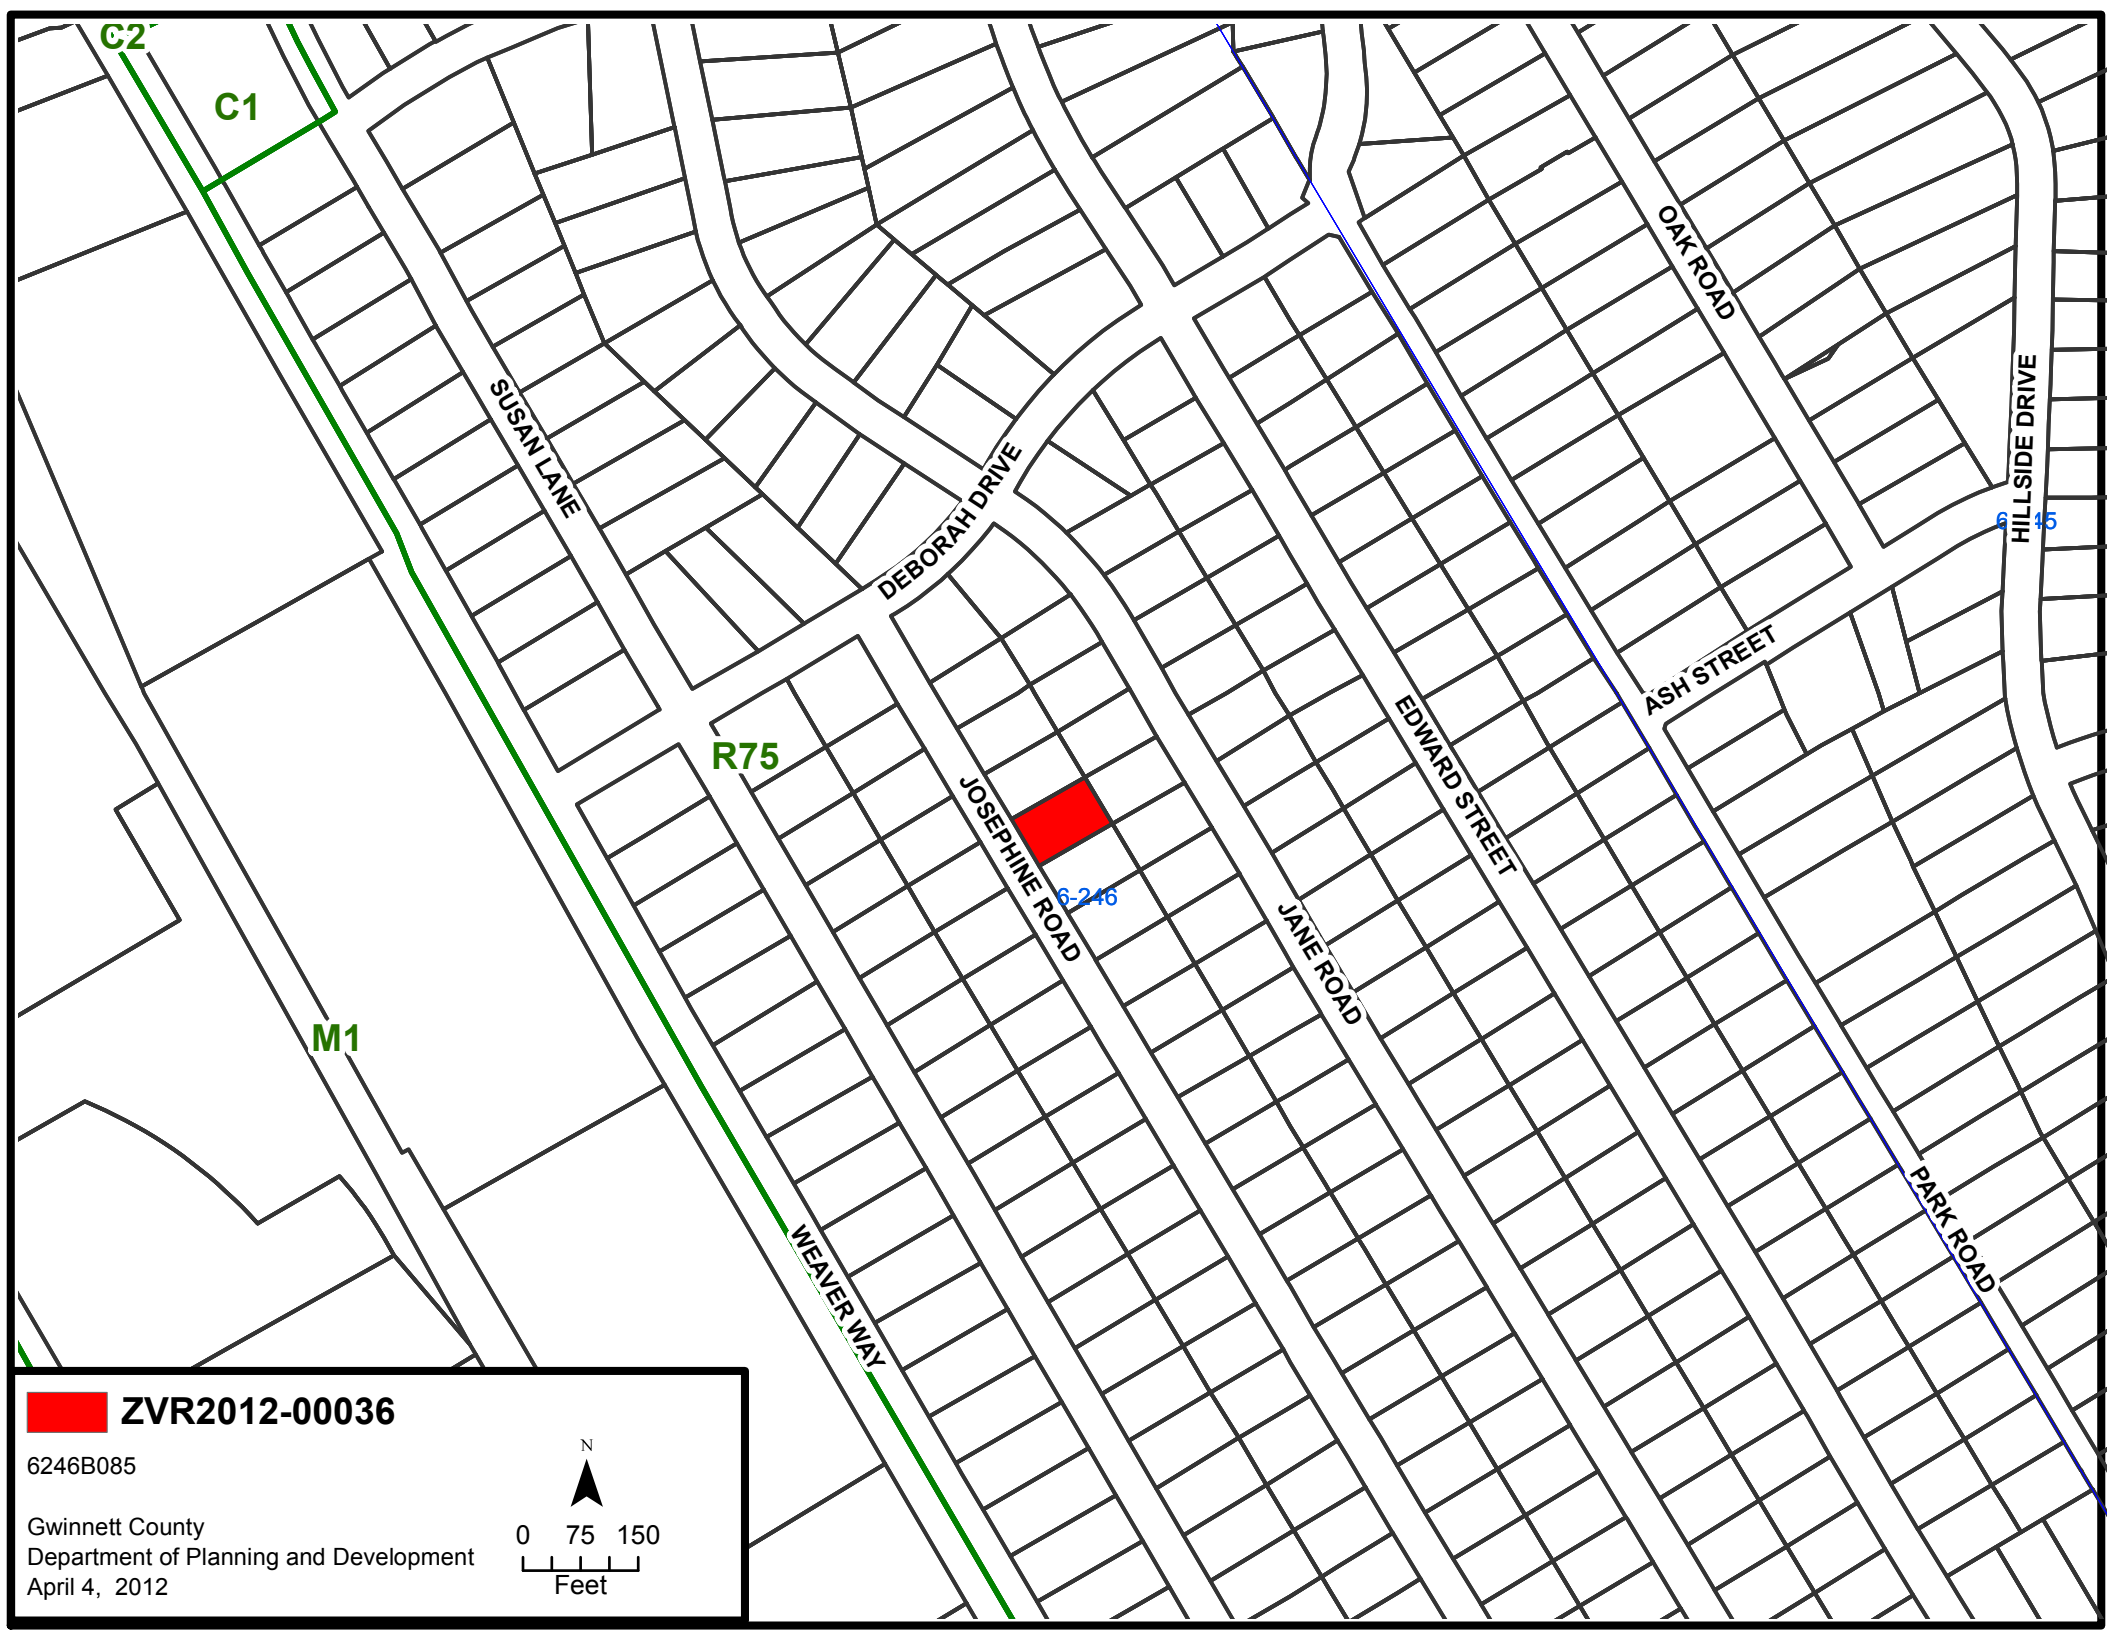 C2
C1
OAK ROAD
HILLSIDE DRIVE
SUSAN LANE
DEBORAH DRIVE
ASH STREET
R75
EDWARD STREET
JOSEPHINE ROAD
6-246
JANE ROAD
M1
PARK ROAD
WEAVER WAY
ZVR2012-00036
6246B085
N
Gwinnett County
Department of Planning and Development
April 4, 2012
0 75 150
Feet